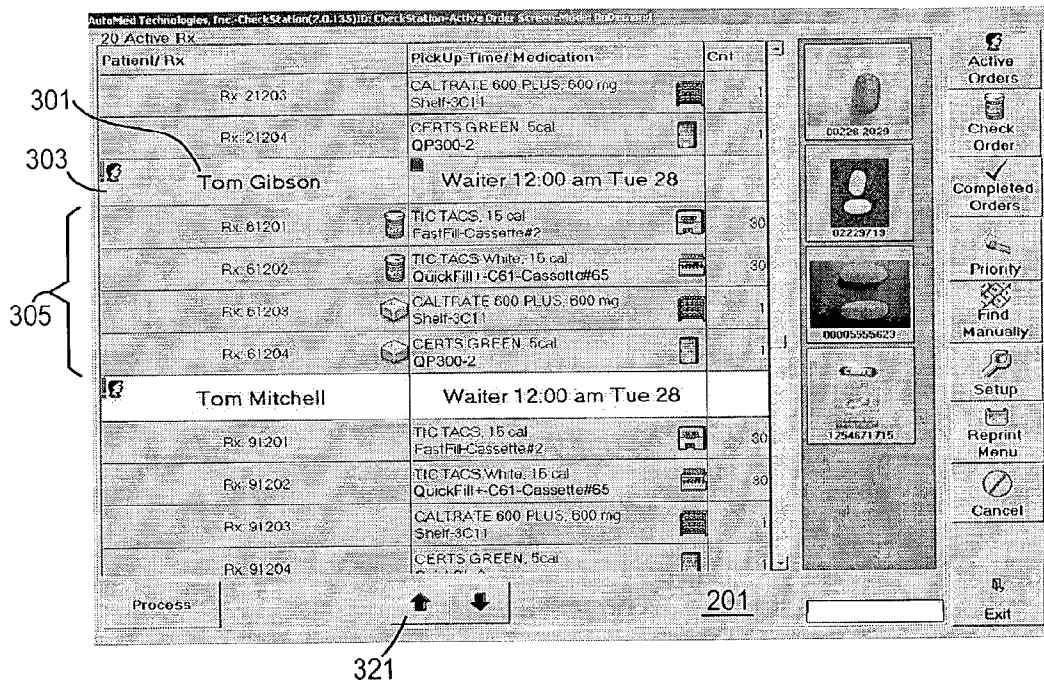 AutoMed Technologies, Inc.-CheckStation(2.0.135)ID: CheckStation-Active Order Screen-Mode: OnDemand
20 Active Rx
Patient/ Rx PickUp Time/ Medication Cnt
Rx: 21203 CALTRATE 600 PLUS, 600 mg 1
Shelf-3C11
Rx: 21204 CERTS GREEN, 5cal 1
QP300-2
Tom Gibson Waiter 12:00 am Tue 28
Rx: 61201 TIC TACS, 15 cal 30
FastFill-Cassette#2
Rx: 61202 TIC TACS White, 15 cal 30
QuickFill+-C61-Cassette#65
Rx: 61203 CALTRATE 600 PLUS, 600 mg 1
Shelf-3C11
Rx: 61204 CERTS GREEN, 5cal 1
QP300-2
Tom Mitchell Waiter 12:00 am Tue 28
Rx: 91201 TIC TACS, 15 cal 30
FastFill-Cassette#2
Rx: 91202 TIC TACS White, 15 cal 30
QuickFill+-C61-Cassette#65
Rx: 91203 CALTRATE 600 PLUS, 600 mg 1
Shelf-3C11
Rx: 91204 CERTS GREEN, 5cal 1
00228 2029
02229719
00005555623
1254671715
Active
Orders
Check
Order
Completed
Orders
Priority
Find
Manually
Setup
Reprint
Menu
Cancel
Exit
Process
201
301
303
305
321